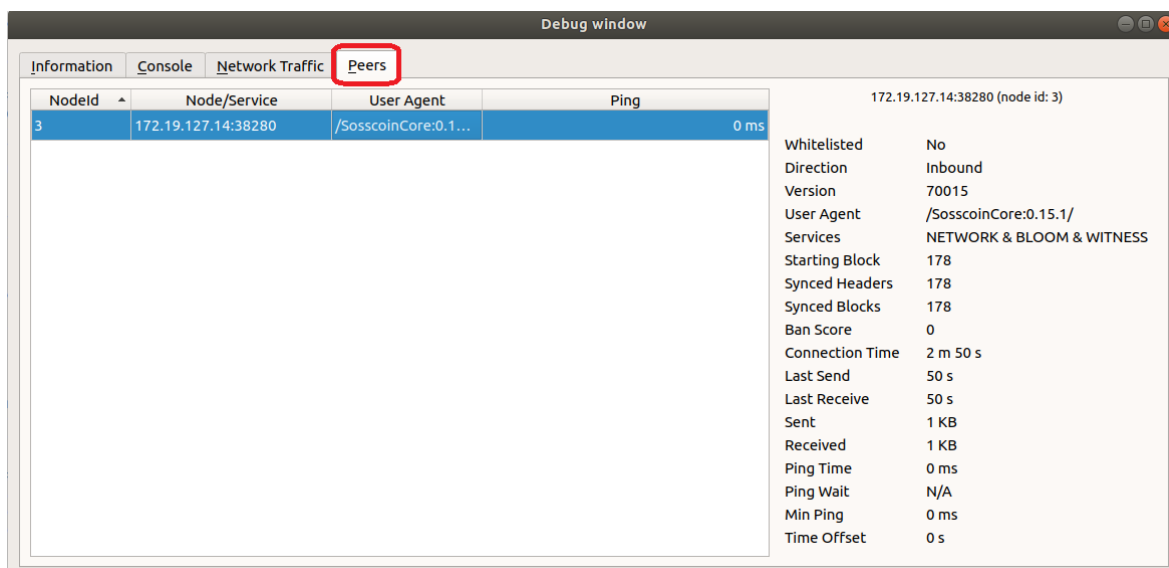 Debug window
Information Console Network Traffic Peers
NodeId Node/Service User Agent Ping
3 172.19.127.14:38280 /SosscoinCore:0.1... 0 ms
172.19.127.14:38280 (node id: 3)
Whitelisted No
Direction Inbound
Version 70015
User Agent /SosscoinCore:0.15.1/
Services NETWORK & BLOOM & WITNESS
Starting Block 178
Synced Headers 178
Synced Blocks 178
Ban Score 0
Connection Time 2 m 50 s
Last Send 50 s
Last Receive 50 s
Sent 1 KB
Received 1 KB
Ping Time 0 ms
Ping Wait N/A
Min Ping 0 ms
Time Offset 0 s